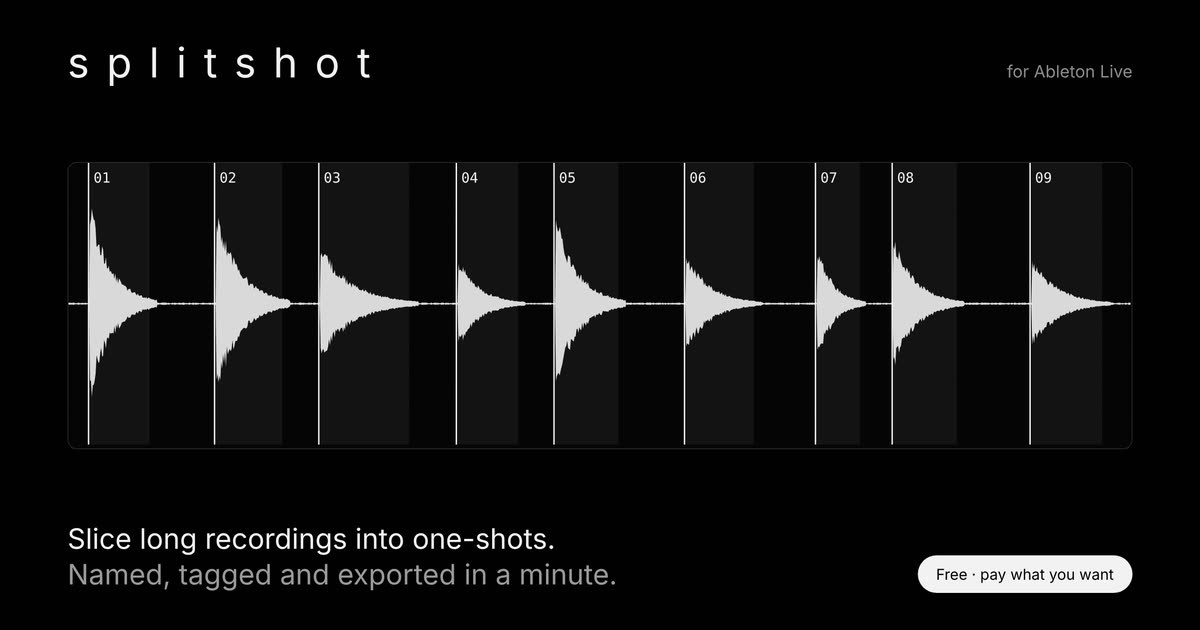 splitshot
for Ableton Live
01 02 03 04 05 06 07 08 09
Slice long recordings into one-shots.
Named, tagged and exported in a minute.
Free · pay what you want